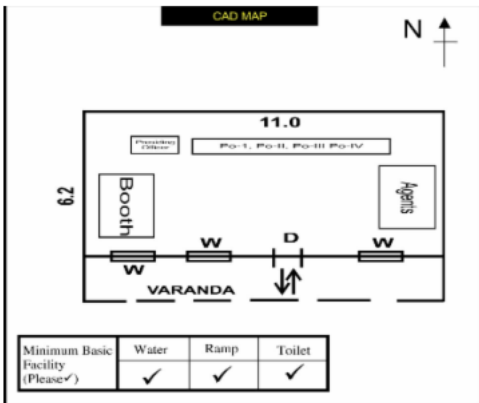 CAD MAP
N
11.0
Presiding
Officer
Po-1, Po-II, Po-III Po-IV
6.2
Booth
Agents
W
D
W
W
VARANDA
Minimum Basic
Facility
(Please✓)
Water
Ramp
Toilet
✓
✓
✓